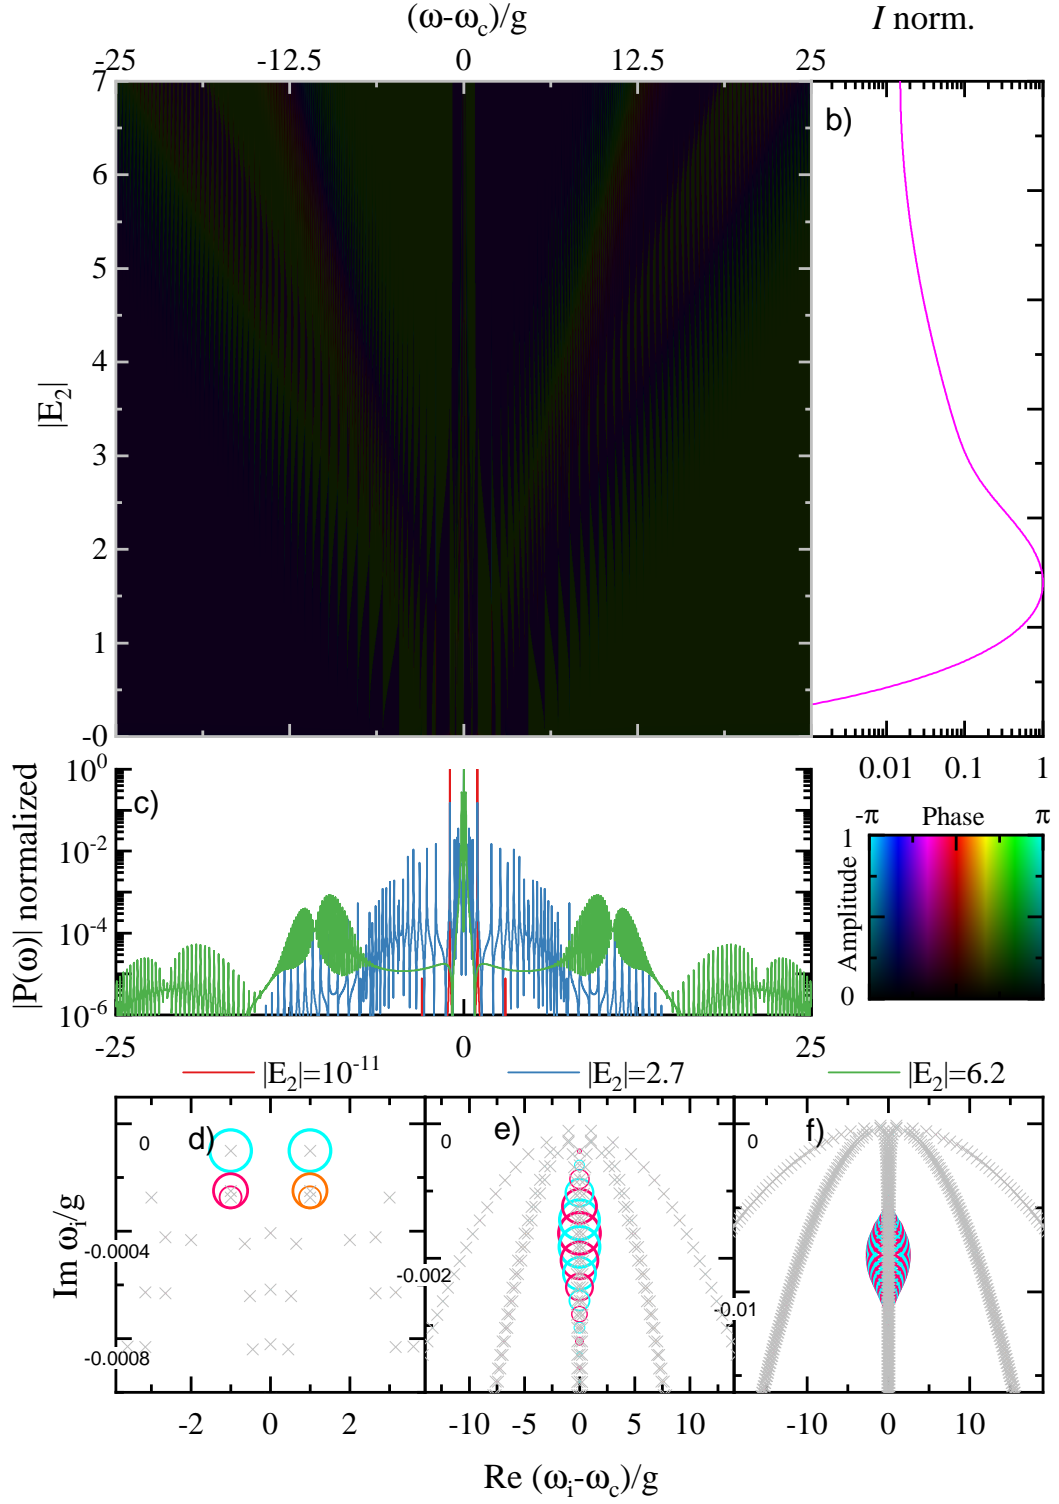 (ω-ω_c)/g
I norm.
-25 -12.5 0 12.5 25
7
6
5
4
3
2
1
-0
|E_2|
b)
0.01 0.1 1
|P(ω)| normalized
10^0
10^-2
10^-4
10^-6
c)
-25 0 25
-π Phase π
Amplitude
1
0
|E_2|=10^-11 |E_2|=2.7 |E_2|=6.2
Im ω_i/g
d)
0
-0.0004
-0.0008
-2 0 2
e)
0
-0.002
-10 -5 0 5 10
f)
0
-0.01
-10 0 10
Re (ω_i-ω_c)/g